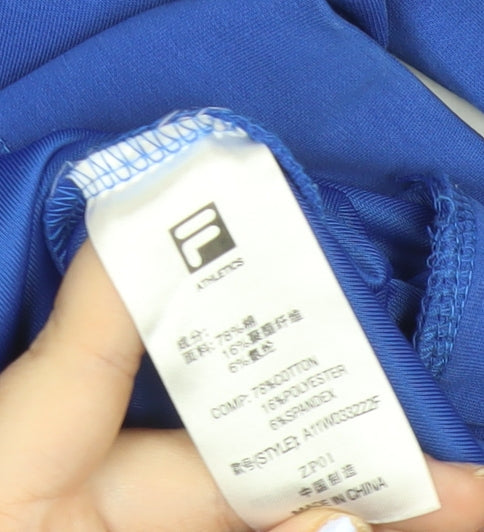 F
ATHLETICS
成分:
面料: 78%棉
16%聚酯纤维
6%氨纶
COMP: 78%COTTON
16%POLYESTER
6%SPANDEX
款号(STYLE): A11W033222F
ZP01
中国制造
MADE IN CHINA